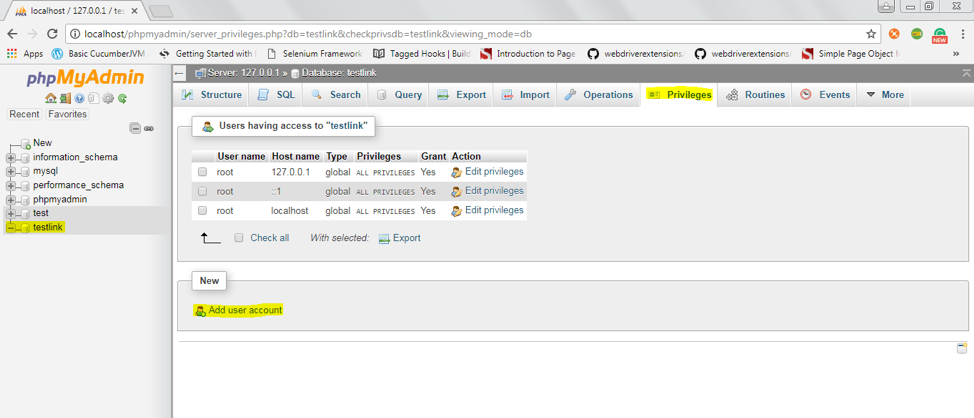 localhost / 127.0.0.1 / tes
localhost/phpmyadmin/server_privileges.php?db=testlink&checkprivsdb=testlink&viewing_mode=db
Apps Basic Cucumber/JVM Getting Started with Selenium Framework Tagged Hooks | Build Introduction to Page webdriverextensions webdriverextensions Simple Page Object M
NEW
phpMyAdmin
Recent Favorites
New
information_schema
mysql
performance_schema
phpmyadmin
test
testlink
Server: 127.0.0.1 » Database: testlink
Structure SQL Search Query Export Import Operations Privileges Routines Events More
Users having access to "testlink"
User name Host name Type Privileges Grant Action
root 127.0.0.1 global ALL PRIVILEGES Yes Edit privileges
root ::1 global ALL PRIVILEGES Yes Edit privileges
root localhost global ALL PRIVILEGES Yes Edit privileges
Check all With selected: Export
New
Add user account